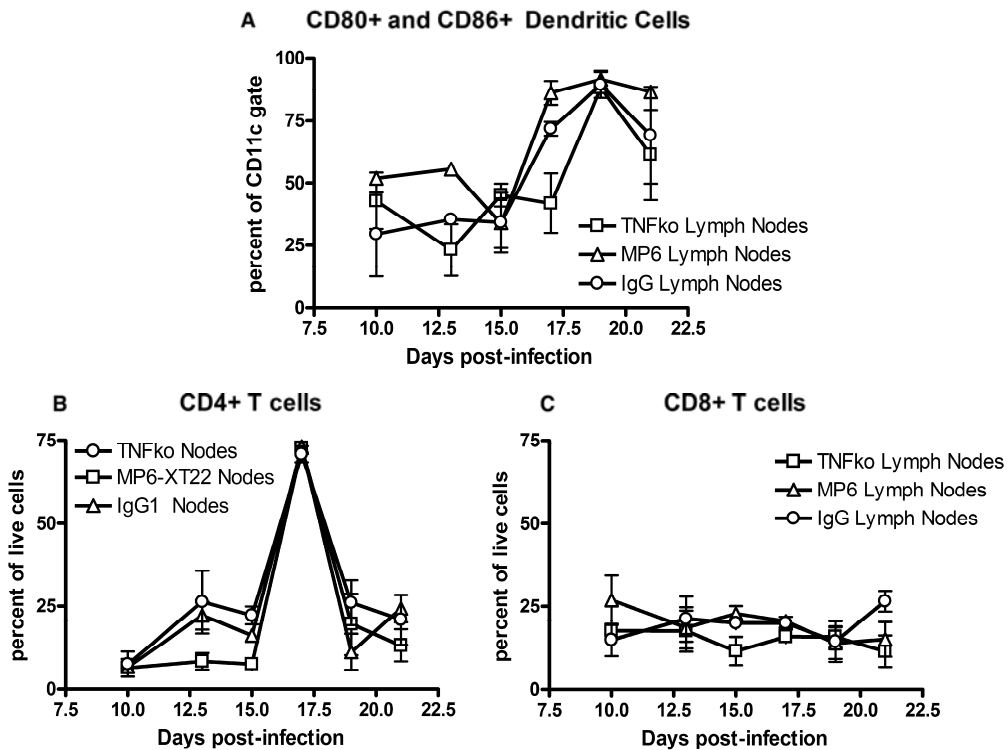 A CD80+ and CD86+ Dendritic Cells
percent of CD11c gate
100
75
50
25
0
7.5 10.0 12.5 15.0 17.5 20.0 22.5
Days post-infection
TNFko Lymph Nodes
MP6 Lymph Nodes
IgG Lymph Nodes
B CD4+ T cells
percent of live cells
75
50
25
0
7.5 10.0 12.5 15.0 17.5 20.0 22.5
Days post-infection
TNFko Nodes
MP6-XT22 Nodes
IgG1 Nodes
C CD8+ T cells
percent of live cells
75
50
25
0
7.5 10.0 12.5 15.0 17.5 20.0 22.5
Days post-infection
TNFko Lymph Nodes
MP6 Lymph Nodes
IgG Lymph Nodes